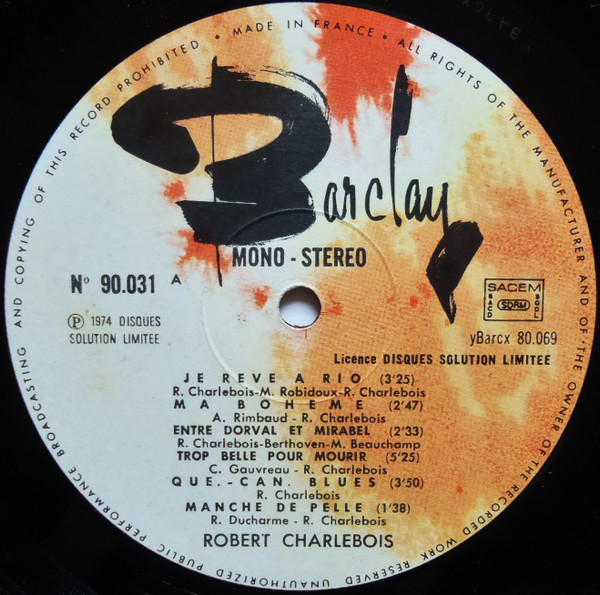 UNAUTHORIZED PUBLIC PERFORMANCE BROADCASTING AND COPYING OF THIS RECORD PROHIBITED • MADE IN FRANCE • ALL RIGHTS OF THE MANUFACTURER AND OF THE OWNER OF THE RECORDED WORK RESERVED
Barclay
MONO - STEREO
Nº 90.031 A
SACEM
SACD SDRM SGDL
℗ 1974 DISQUES
SOLUTION LIMITEE
yBarcx 80.069
Licence DISQUES SOLUTION LIMITEE
JE REVE A RIO (3'25)
R. Charlebois-M. Robidoux-R. Charlebois
MA BOHEME (2'47)
A. Rimbaud - R. Charlebois
ENTRE DORVAL ET MIRABEL (2'33)
R. Charlebois-Berthoven-M. Beauchamp
TROP BELLE POUR MOURIR (5'25)
C. Gauvreau - R. Charlebois
QUE.-CAN. BLUES (3'50)
R. Charlebois
MANCHE DE PELLE (1'38)
R. Ducharme - R. Charlebois
ROBERT CHARLEBOIS